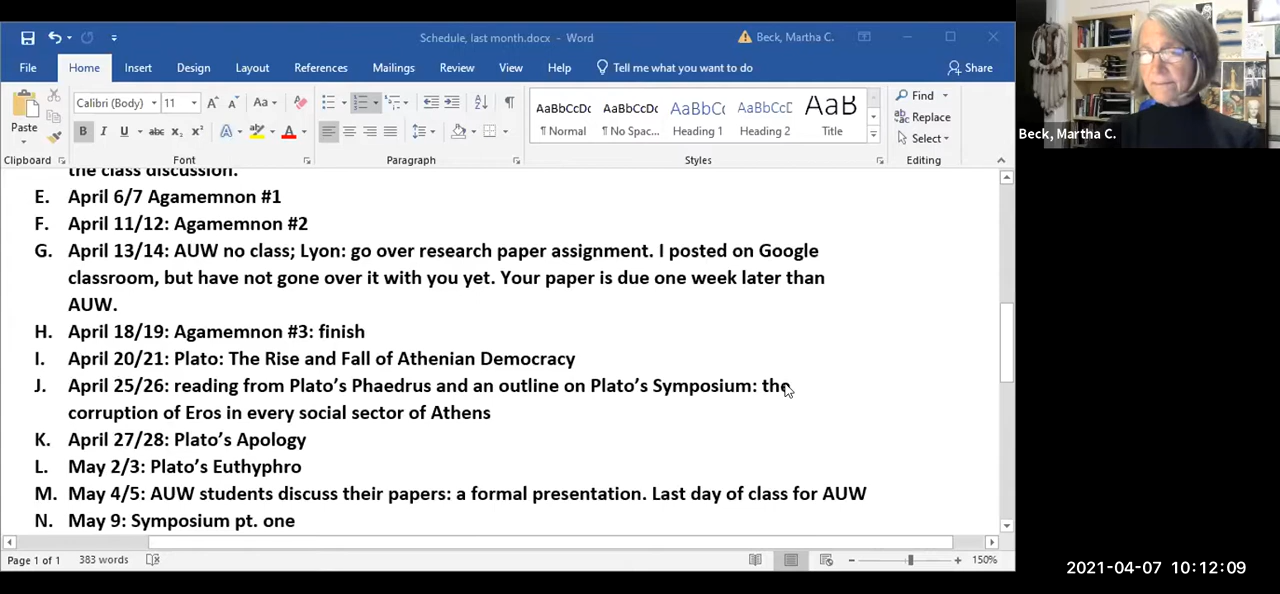 Schedule, last month.docx - Word
Beck, Martha C.
File Home Insert Design Layout References Mailings Review View Help Tell me what you want to do Share
Calibri (Body) 11 Aa
Paste B I U abc x₂ x² A A
AaBbCcDc AaBbCcDc AaBbCc AaBbCcD AaB
¶ Normal ¶ No Spac... Heading 1 Heading 2 Title
Find
Replace
Select
Clipboard Font Paragraph Styles Editing
the class discussion.
E. April 6/7 Agamemnon #1
F. April 11/12: Agamemnon #2
G. April 13/14: AUW no class; Lyon: go over research paper assignment. I posted on Google
classroom, but have not gone over it with you yet. Your paper is due one week later than
AUW.
H. April 18/19: Agamemnon #3: finish
I. April 20/21: Plato: The Rise and Fall of Athenian Democracy
J. April 25/26: reading from Plato's Phaedrus and an outline on Plato's Symposium: the
corruption of Eros in every social sector of Athens
K. April 27/28: Plato's Apology
L. May 2/3: Plato's Euthyphro
M. May 4/5: AUW students discuss their papers: a formal presentation. Last day of class for AUW
N. May 9: Symposium pt. one
Page 1 of 1 383 words 150%
Beck, Martha C.
2021-04-07 10:12:09